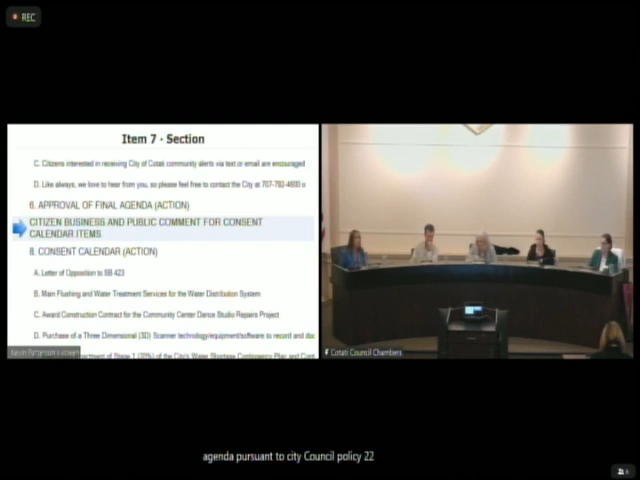 REC
Item 7 - Section
C. Citizens interested in receiving City of Cotati community alerts via text or email are encouraged
D. Like always, we love to hear from you, so please feel free to contact the City at 707-792-4600 o
6. APPROVAL OF FINAL AGENDA (ACTION)
CITIZEN BUSINESS AND PUBLIC COMMENT FOR CONSENT
CALENDAR ITEMS
8. CONSENT CALENDAR (ACTION)
A. Letter of Opposition to SB 423
B. Main Flushing and Water Treatment Services for the Water Distribution System
C. Award Construction Contract for the Community Center Dance Studio Repairs Project
D. Purchase of a Three Dimensional (3D) Scanner technology/equipment/software to record and do
of Stage 1 (20%) of the City's Water Shortage Contingency Plan and
Cotati Council Chambers
agenda pursuant to city Council policy 22